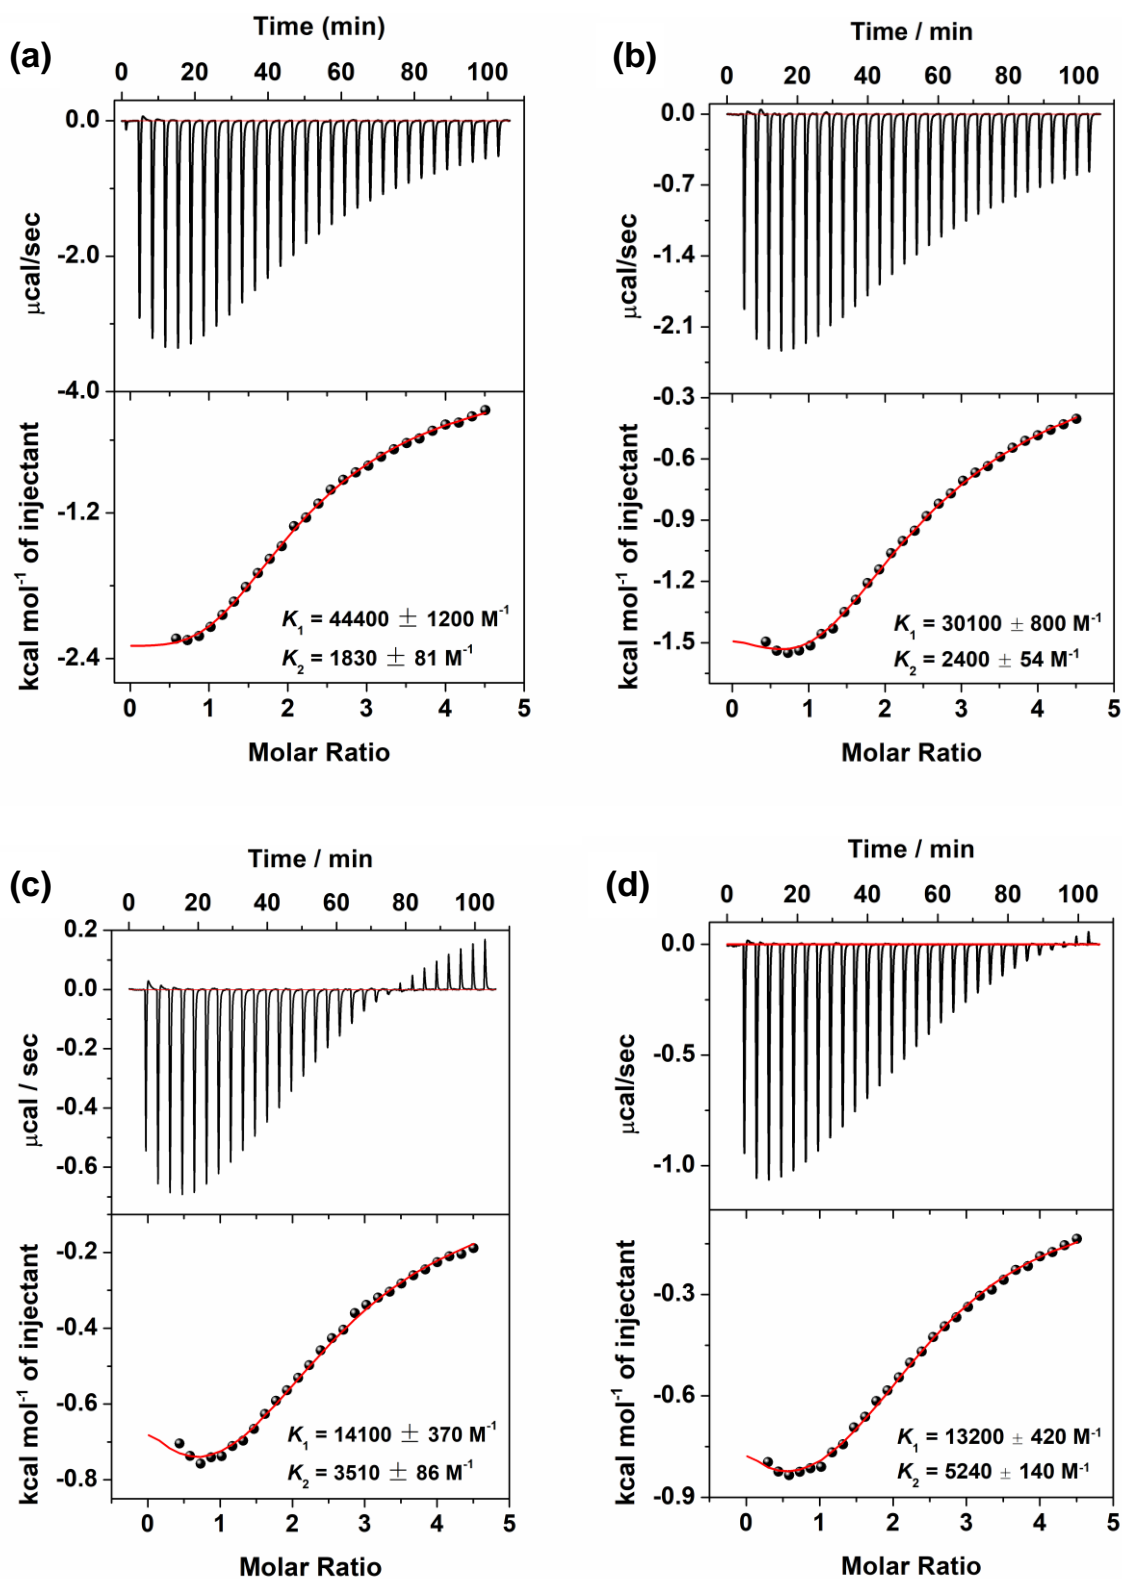 (a)
Time (min)
0 20 40 60 80 100
0.0
-2.0
-4.0
μcal/sec
-1.2
-2.4
kcal mol⁻¹ of injectant
K₁ = 44400 ± 1200 M⁻¹
K₂ = 1830 ± 81 M⁻¹
0 1 2 3 4 5
Molar Ratio
(b)
Time / min
0 20 40 60 80 100
0.0
-0.7
-1.4
-2.1
μcal/sec
-0.3
-0.6
-0.9
-1.2
-1.5
kcal mol⁻¹ of injectant
K₁ = 30100 ± 800 M⁻¹
K₂ = 2400 ± 54 M⁻¹
0 1 2 3 4 5
Molar Ratio
(c)
Time / min
0 20 40 60 80 100
0.2
0.0
-0.2
-0.4
-0.6
μcal / sec
-0.2
-0.4
-0.6
-0.8
kcal mol⁻¹ of injectant
K₁ = 14100 ± 370 M⁻¹
K₂ = 3510 ± 86 M⁻¹
0 1 2 3 4 5
Molar Ratio
(d)
Time / min
0 20 40 60 80 100
0.0
-0.5
-1.0
μcal/sec
-0.3
-0.6
-0.9
kcal mol⁻¹ of injectant
K₁ = 13200 ± 420 M⁻¹
K₂ = 5240 ± 140 M⁻¹
0 1 2 3 4 5
Molar Ratio